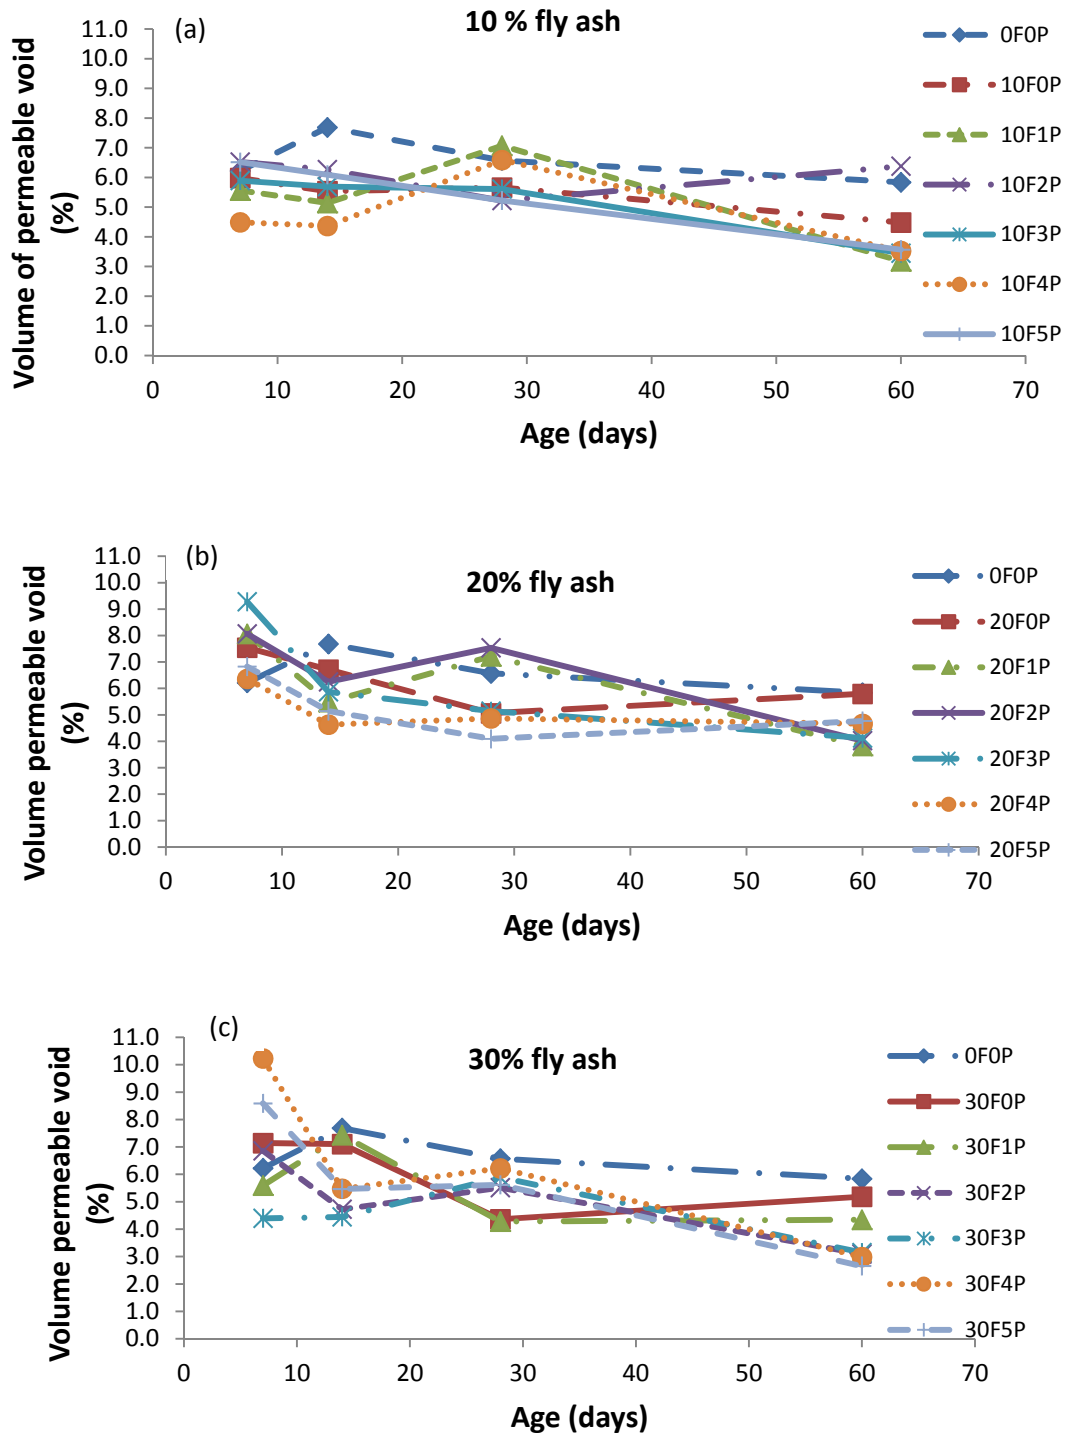 (a)
10 % fly ash
Volume of permeable void
(%)
11.0
10.0
9.0
8.0
7.0
6.0
5.0
4.0
3.0
2.0
1.0
0.0
0 10 20 30 40 50 60 70
Age (days)
0F0P
10F0P
10F1P
10F2P
10F3P
10F4P
10F5P
(b)
20% fly ash
Volume permeable void
(%)
11.0
10.0
9.0
8.0
7.0
6.0
5.0
4.0
3.0
2.0
1.0
0.0
0 10 20 30 40 50 60 70
Age (days)
0F0P
20F0P
20F1P
20F2P
20F3P
20F4P
20F5P
(c)
30% fly ash
Volume permeable void
(%)
11.0
10.0
9.0
8.0
7.0
6.0
5.0
4.0
3.0
2.0
1.0
0.0
0 10 20 30 40 50 60 70
Age (days)
0F0P
30F0P
30F1P
30F2P
30F3P
30F4P
30F5P